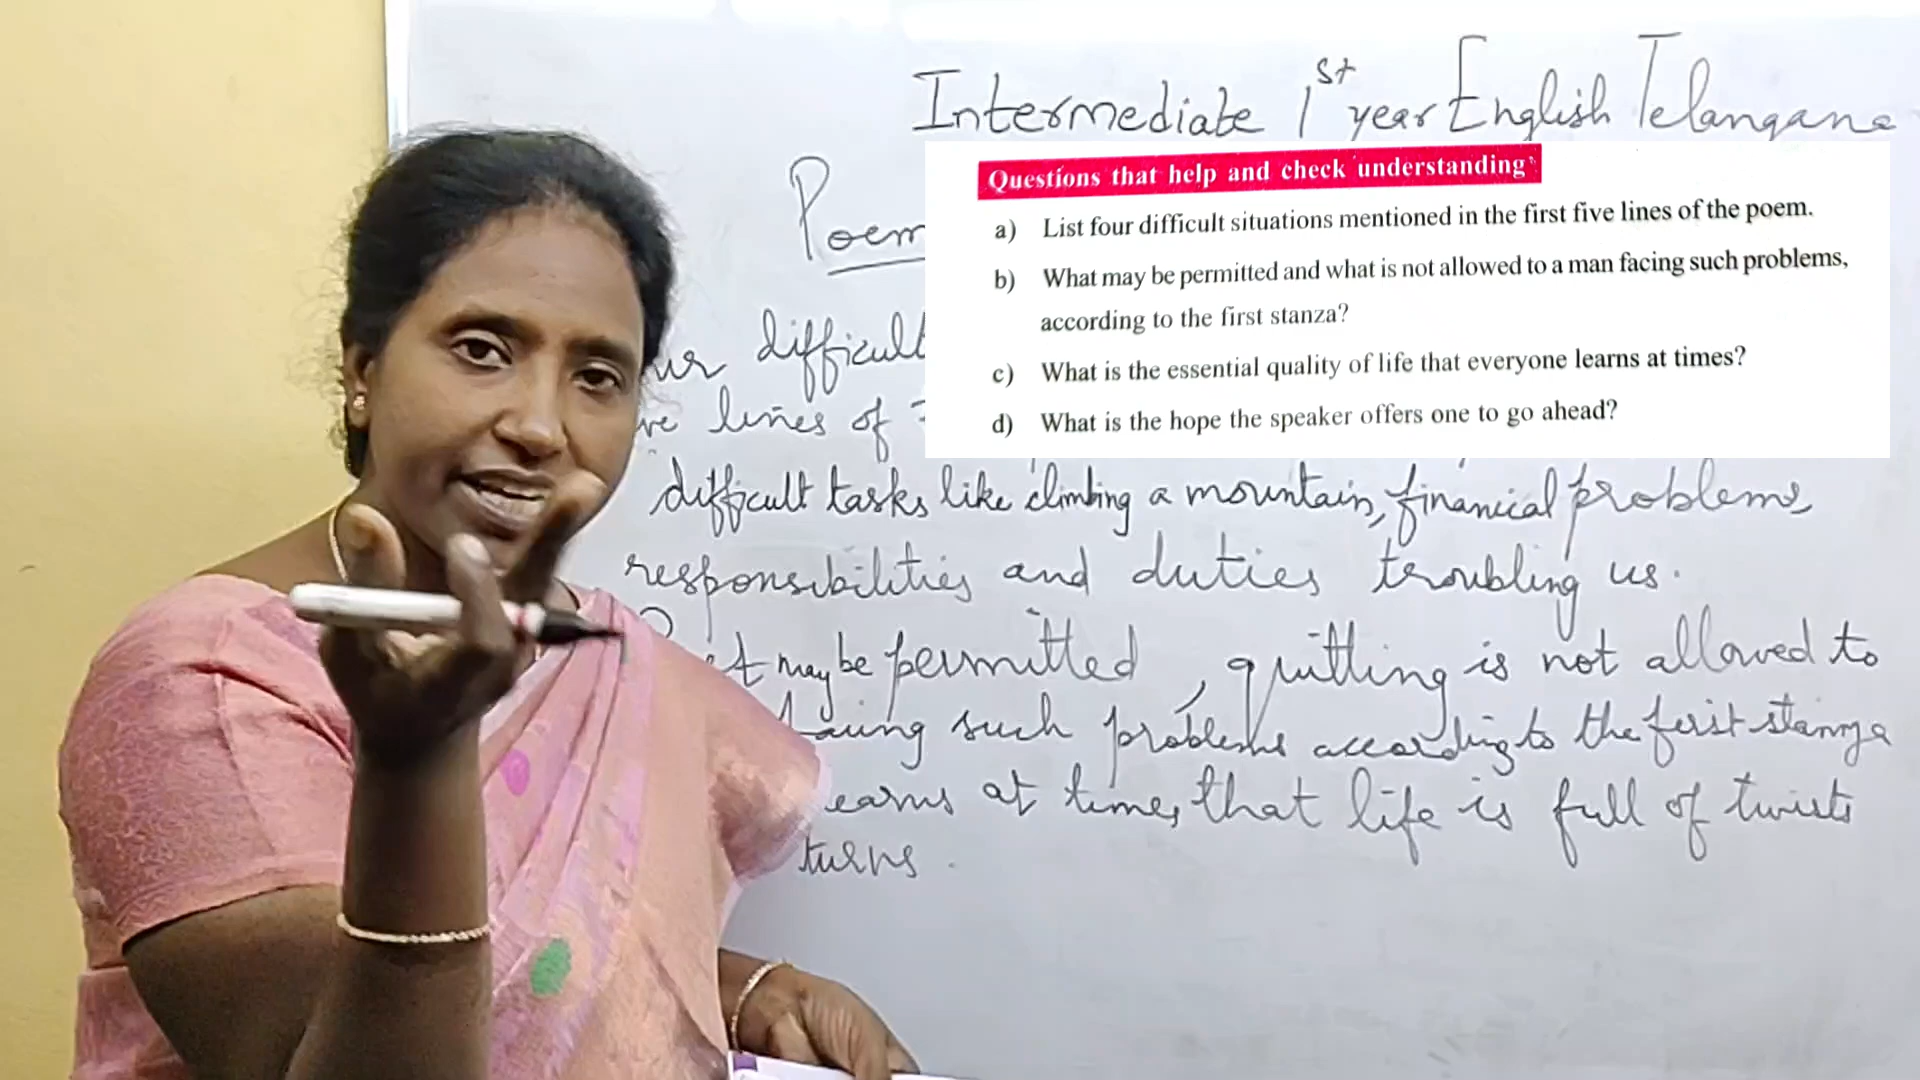 Intermediate 1st year English Telangana
Poem
Questions that help and check understanding
a) List four difficult situations mentioned in the first five lines of the poem.
b) What may be permitted and what is not allowed to a man facing such problems,
according to the first stanza?
c) What is the essential quality of life that everyone learns at times?
d) What is the hope the speaker offers one to go ahead?
difficult
lines of
difficult tasks like climbing a mountain, financial problems,
responsibilities and duties troubling us.
may be permitted, quitting is not allowed to
such problems according to the first stanza
at times, that life is full of twists
turns.